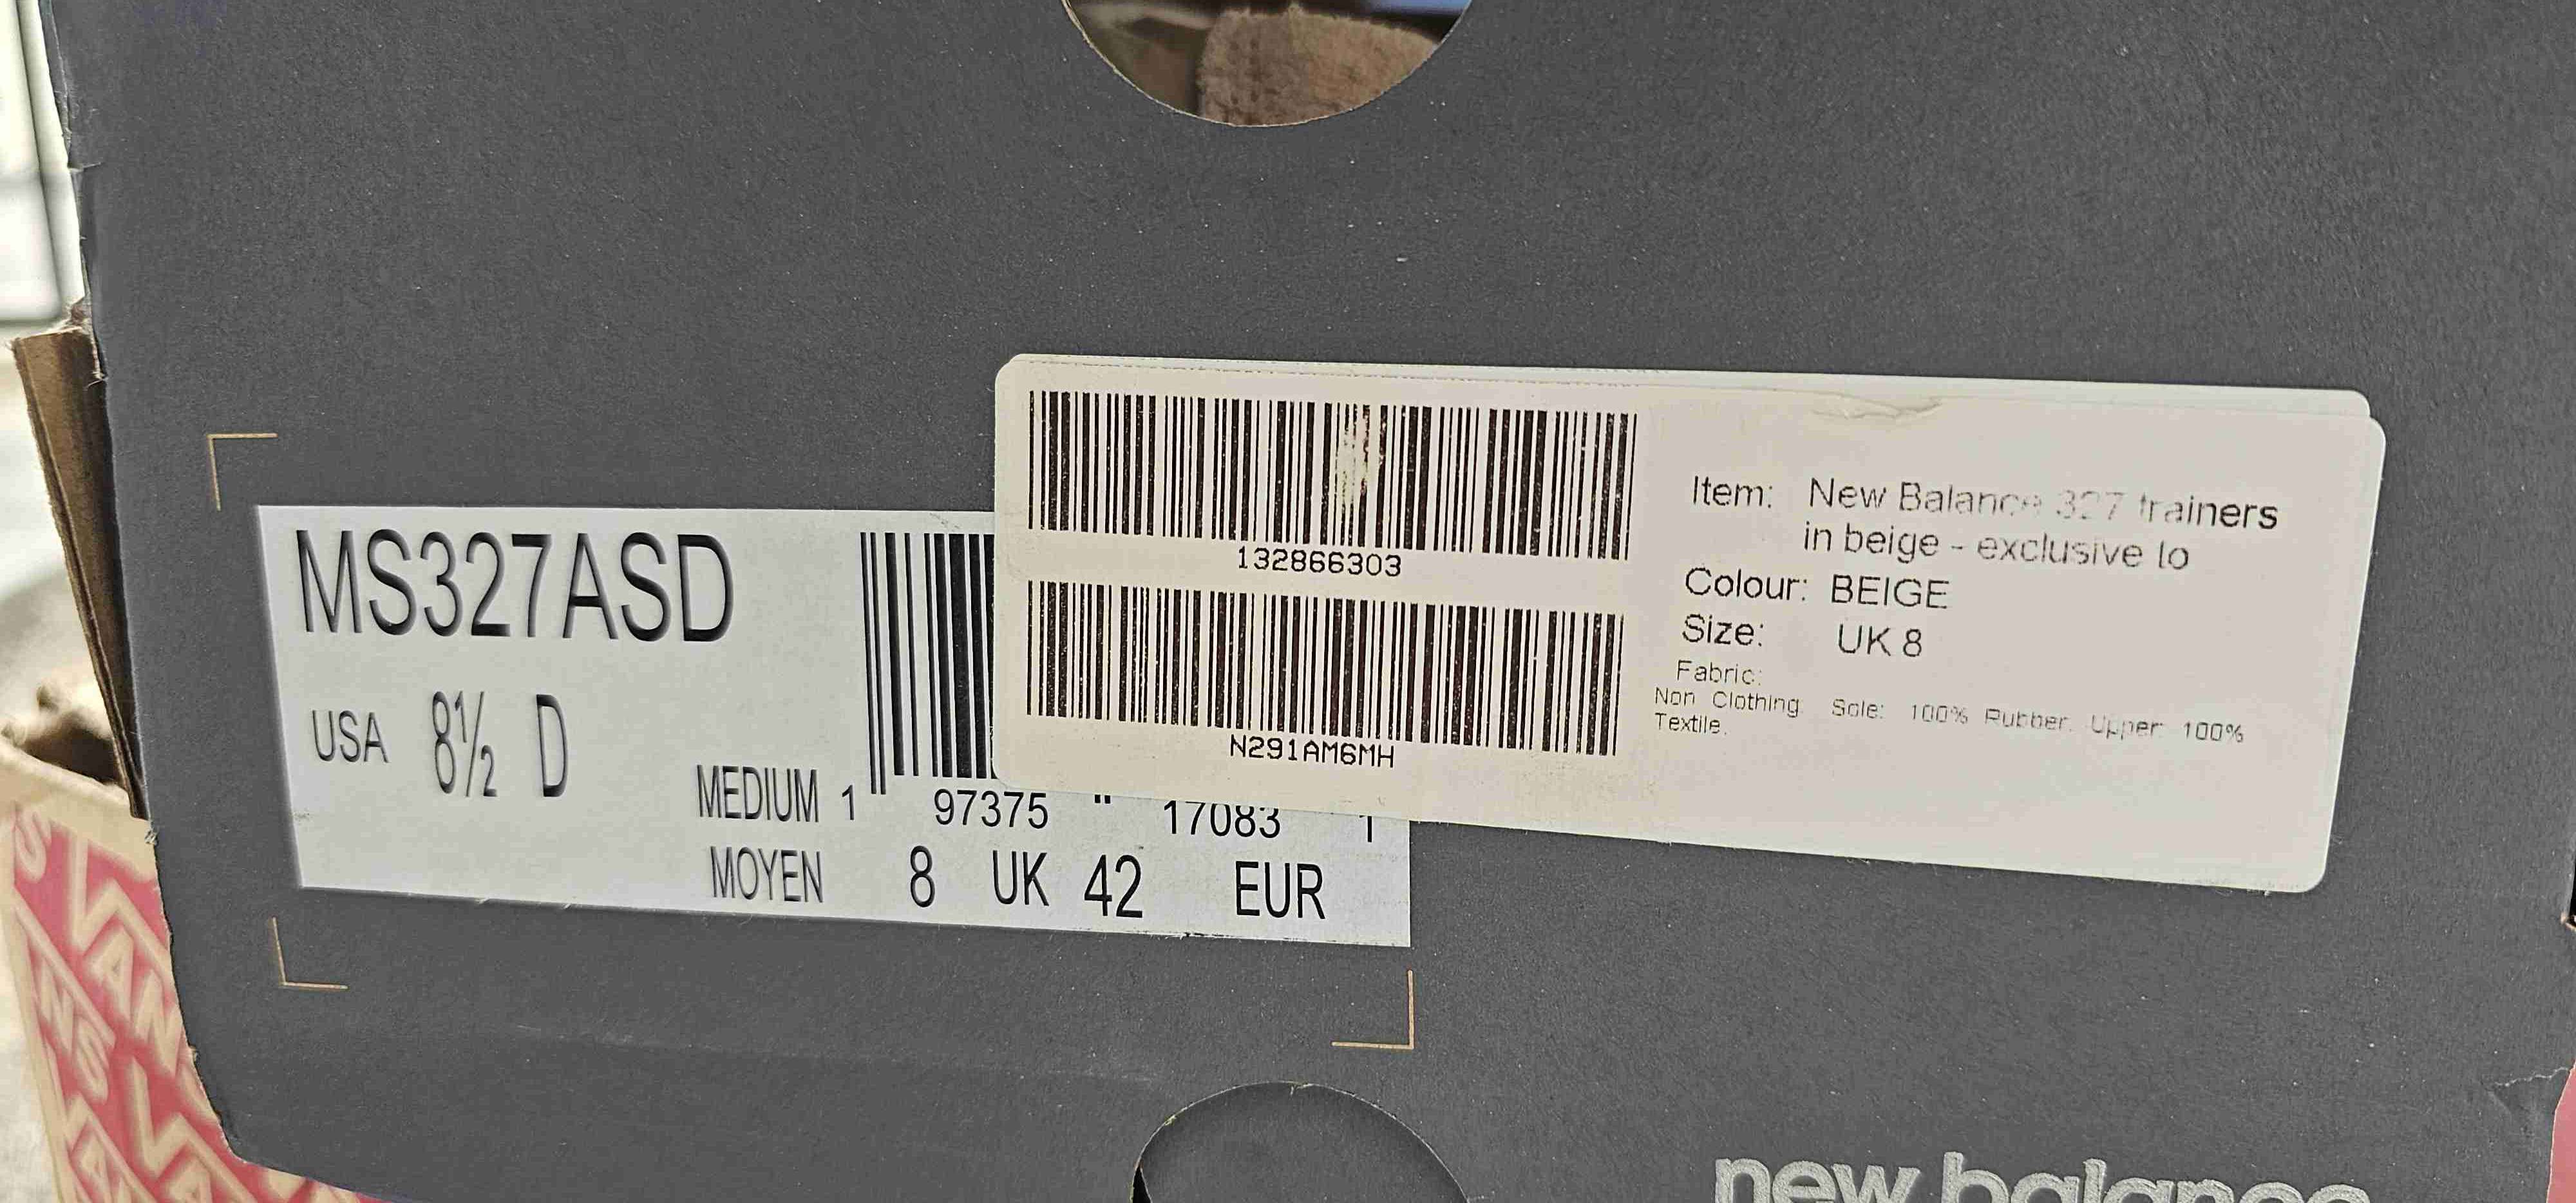 MS327ASD
USA 8½ D
MEDIUM 1 97375 17083 1
MOYEN 8 UK 42 EUR
132866303
N291AM6MH
Item: New Balance 327 trainers
in beige - exclusive to
Colour: BEIGE
Size: UK 8
Fabric:
Non Clothing. Sole: 100% Rubber. Upper: 100%
Textile.
new balance
VANS